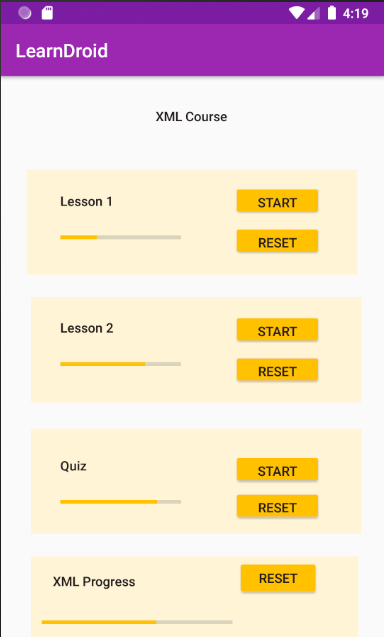 4:19
LearnDroid
XML Course
Lesson 1
START
RESET
Lesson 2
START
RESET
Quiz
START
RESET
XML Progress
RESET